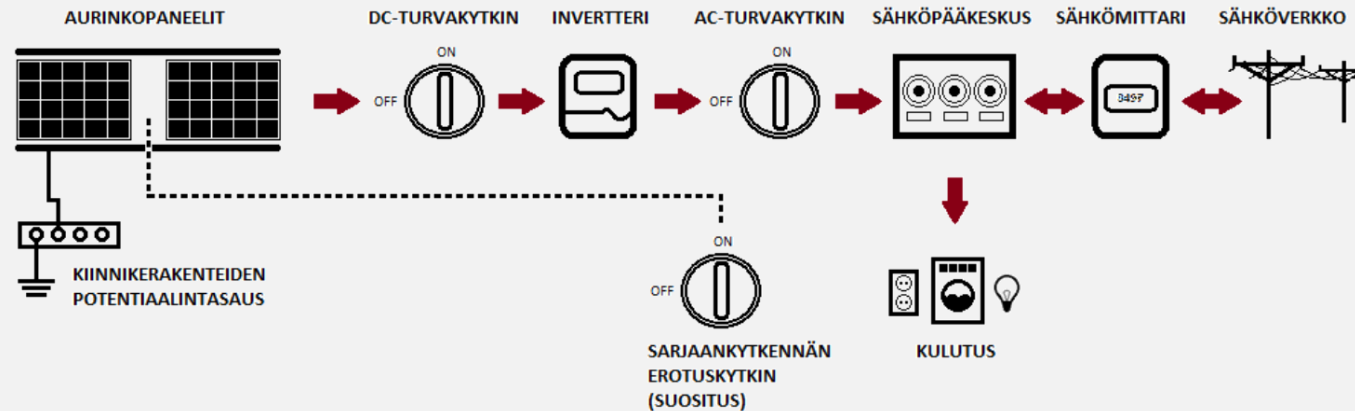 AURINKOPANEELIT
DC-TURVAKYTKIN
INVERTTERI
AC-TURVAKYTKIN
SÄHKÖPÄÄKESKUS
SÄHKÖMITTARI
SÄHKÖVERKKO
ON
OFF
ON
OFF
8497
KIINNIKERAKENTEIDEN
POTENTIAALINTASAUS
ON
OFF
SARJAANKYTKENNÄN
EROTUSKYTKIN
(SUOSITUS)
KULUTUS